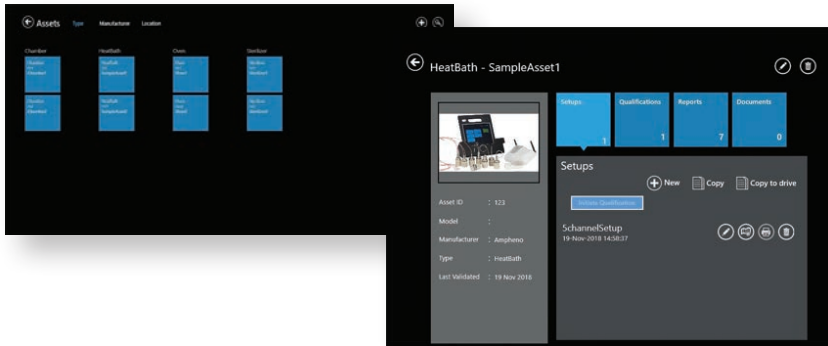 Assets Type Manufacturer Location
Chamber HeatBath Oven Sterilizer
HeatBath - SampleAsset1
Setups 1
Qualifications 1
Reports 7
Documents 0
Asset ID : 123
Model :
Manufacturer : Ampheno
Type : HeatBath
Last Validated : 19 Nov 2018
Setups
New Copy Copy to drive
Initiate Qualification
5channelSetup
19-Nov-2018 14:58:37